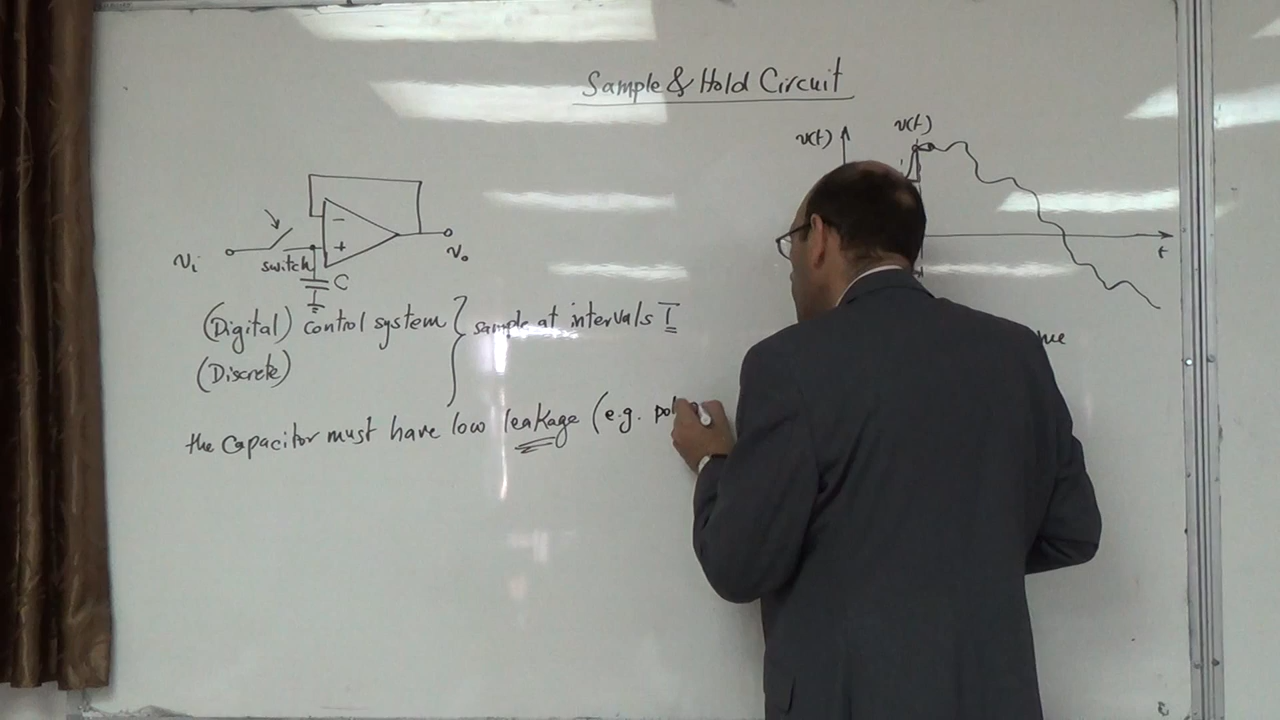 Sample & Hold Circuit
v(t) v(t)
t
−
+
Vi
switch
C
Vo
(Digital) control system } sample at intervals T
(Discrete)
the capacitor must have low leakage (e.g.